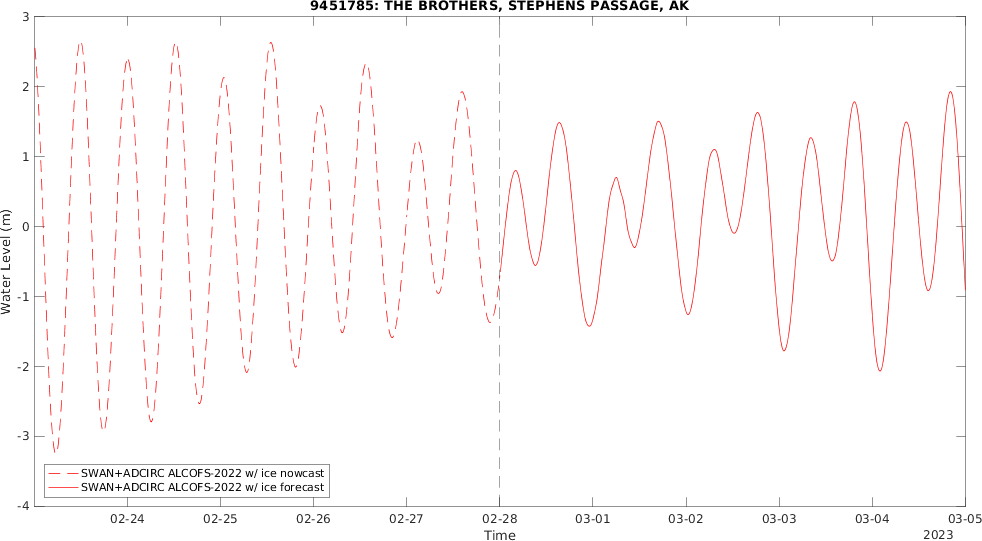 9451785: THE BROTHERS, STEPHENS PASSAGE, AK
Water Level (m)
3
2
1
0
-1
-2
-3
-4
SWAN+ADCIRC ALCOFS-2022 w/ ice nowcast
SWAN+ADCIRC ALCOFS-2022 w/ ice forecast
02-24 02-25 02-26 02-27 02-28 03-01 03-02 03-03 03-04 03-05
Time
2023